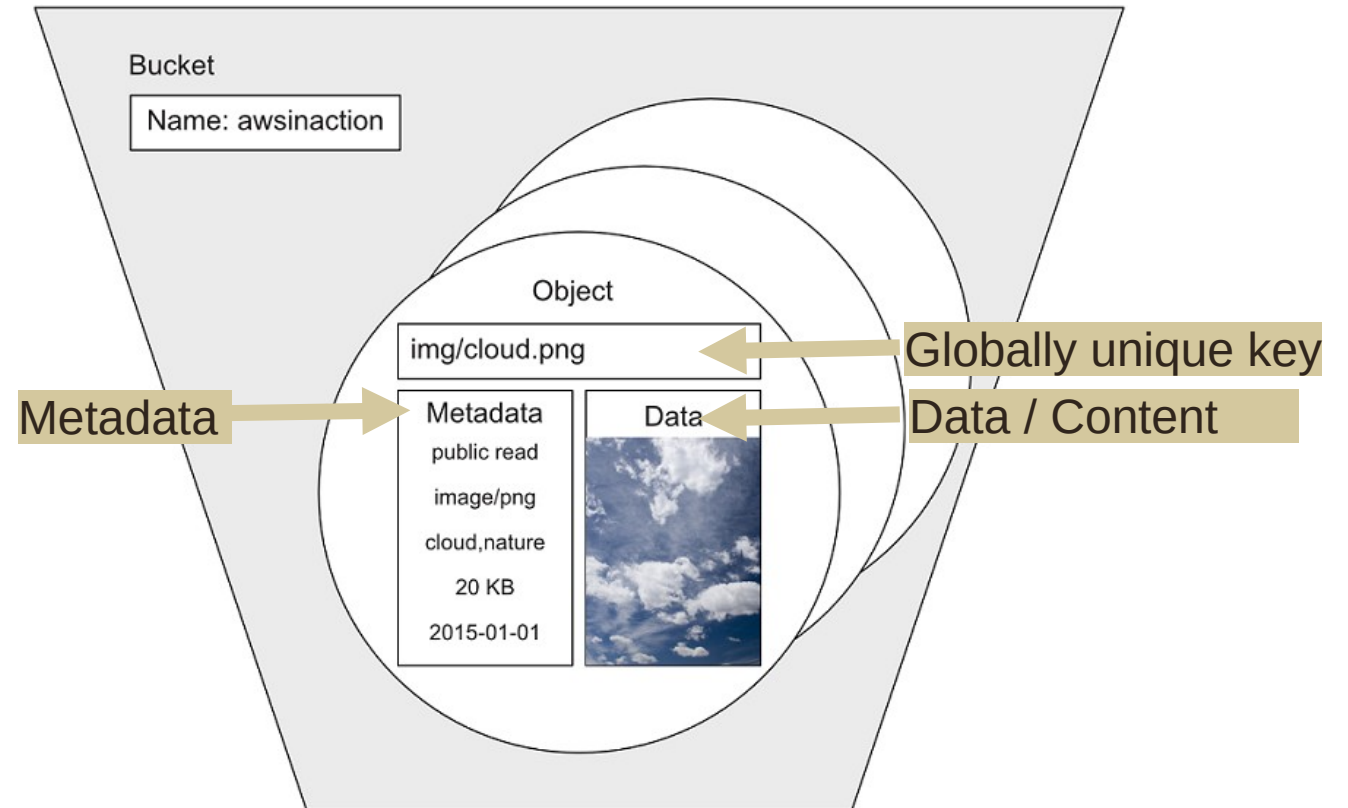 Bucket
Name: awsinaction
Object
img/cloud.png
Globally unique key
Metadata
Metadata
Data
Data / Content
public read
image/png
cloud,nature
20 KB
2015-01-01